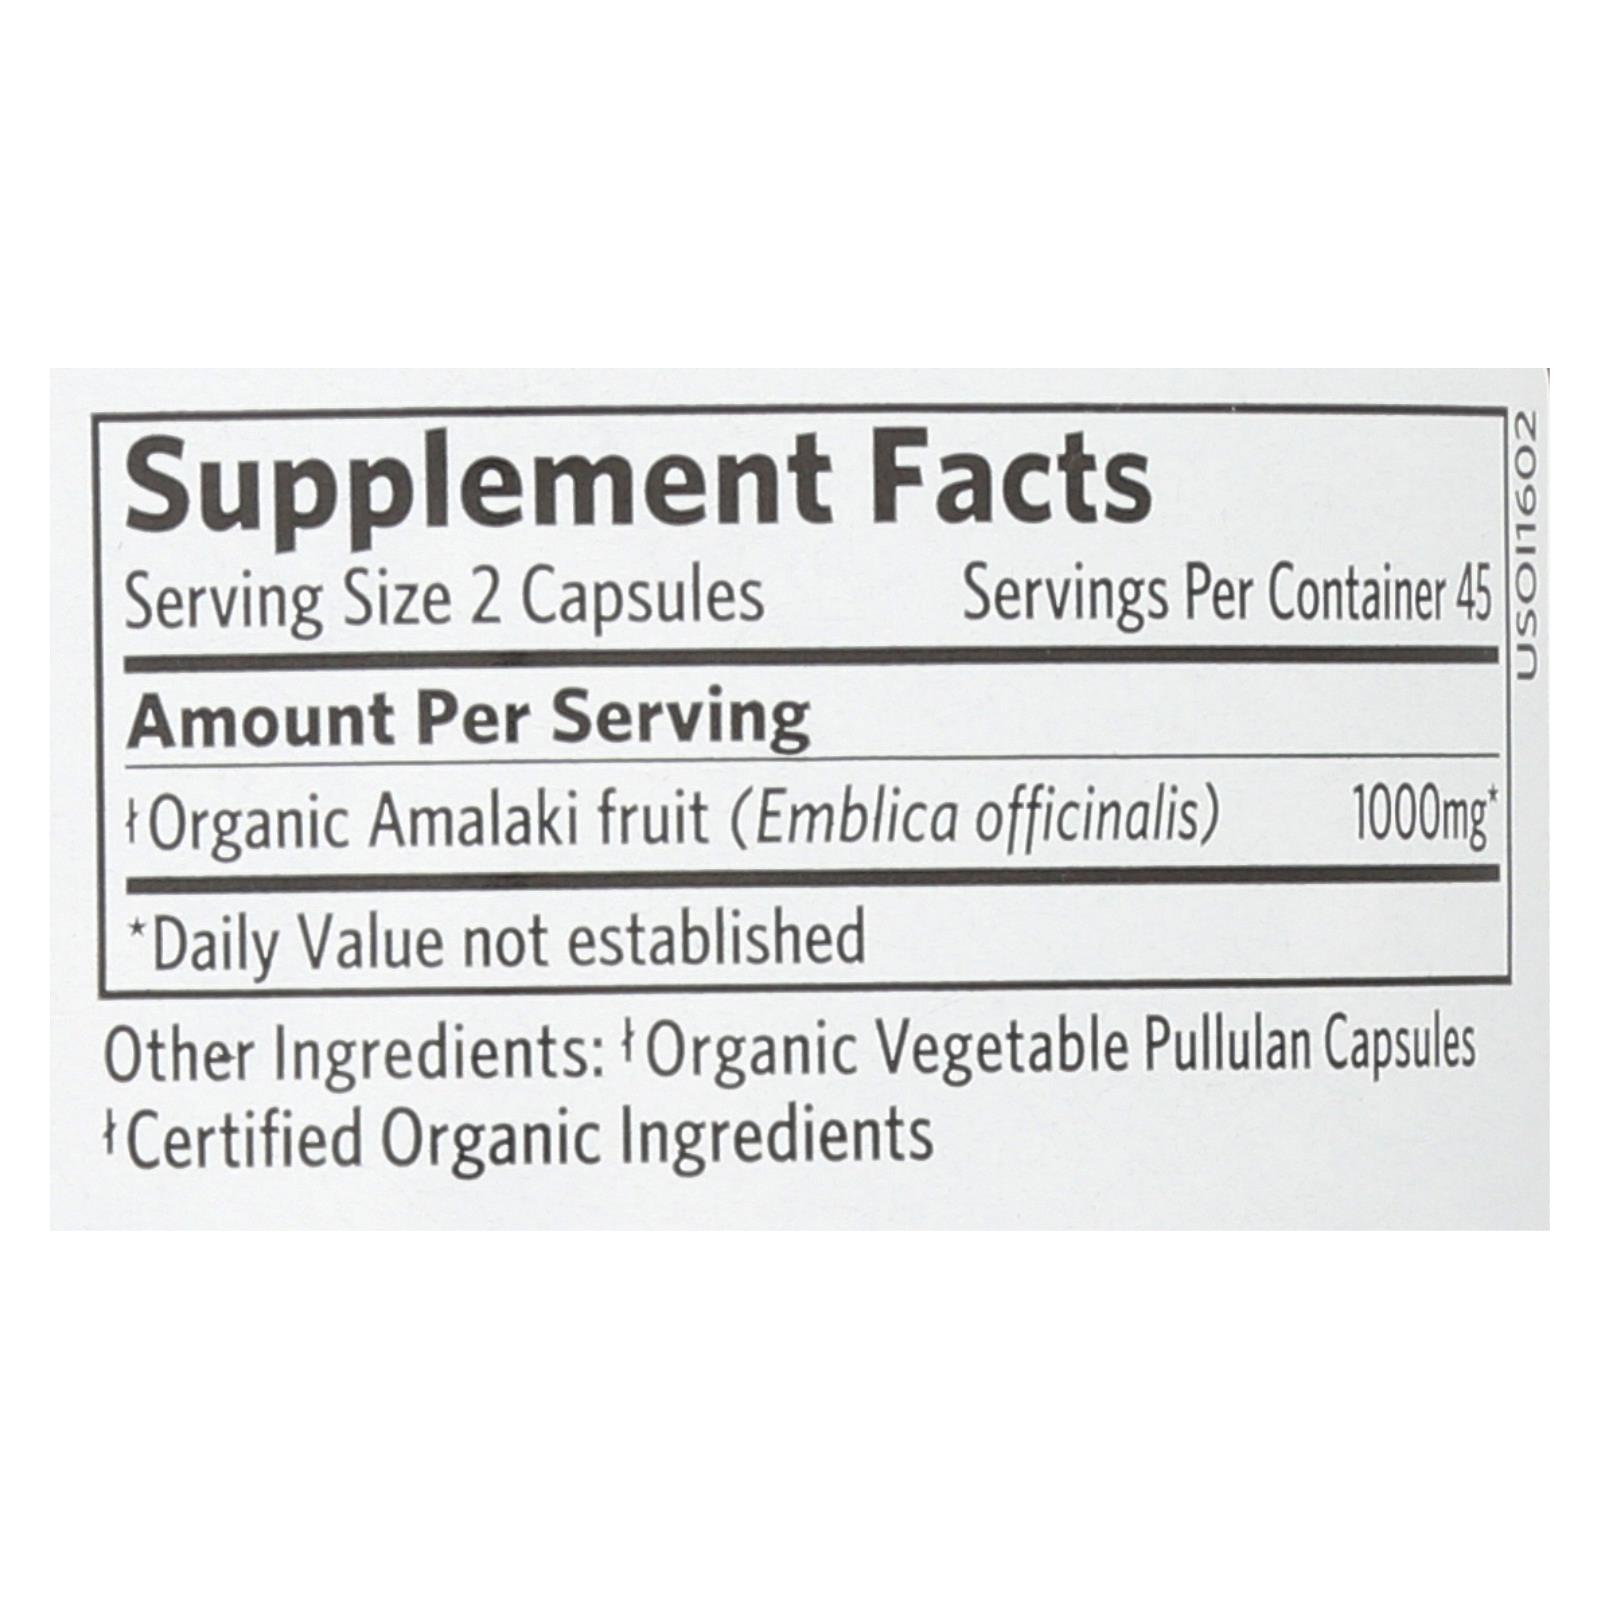 Supplement Facts
Serving Size 2 Capsules Servings Per Container 45
Amount Per Serving
ƚOrganic Amalaki fruit (Emblica officinalis) 1000mg*
*Daily Value not established
Other Ingredients: ƚOrganic Vegetable Pullulan Capsules
ƚCertified Organic Ingredients
USOI1602